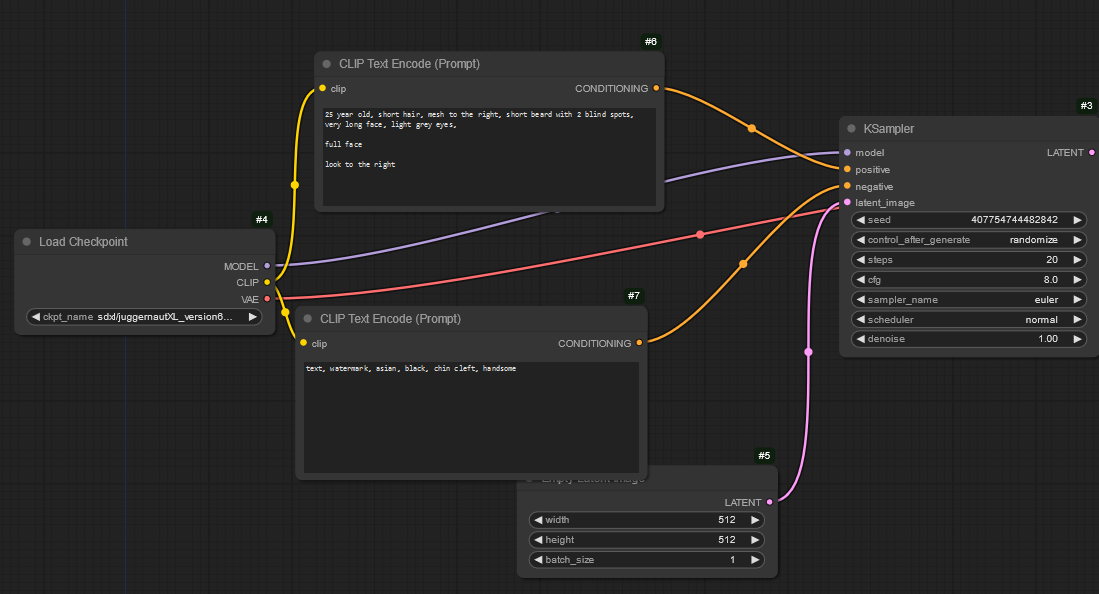 #6
CLIP Text Encode (Prompt)
clip
CONDITIONING
25 year old, short hair, mesh to the right, short beard with 2 blind spots,
very long face, light grey eyes,
full face
look to the right
#3
KSampler
model
LATENT
positive
negative
latent_image
seed 407754744482842
control_after_generate randomize
steps 20
cfg 8.0
sampler_name euler
scheduler normal
denoise 1.00
#4
Load Checkpoint
MODEL
CLIP
VAE
ckpt_name sdxl/juggernautXL_version6...
#7
CLIP Text Encode (Prompt)
clip
CONDITIONING
text, watermark, asian, black, chin cleft, handsome
#5
Empty Latent Image
LATENT
width 512
height 512
batch_size 1